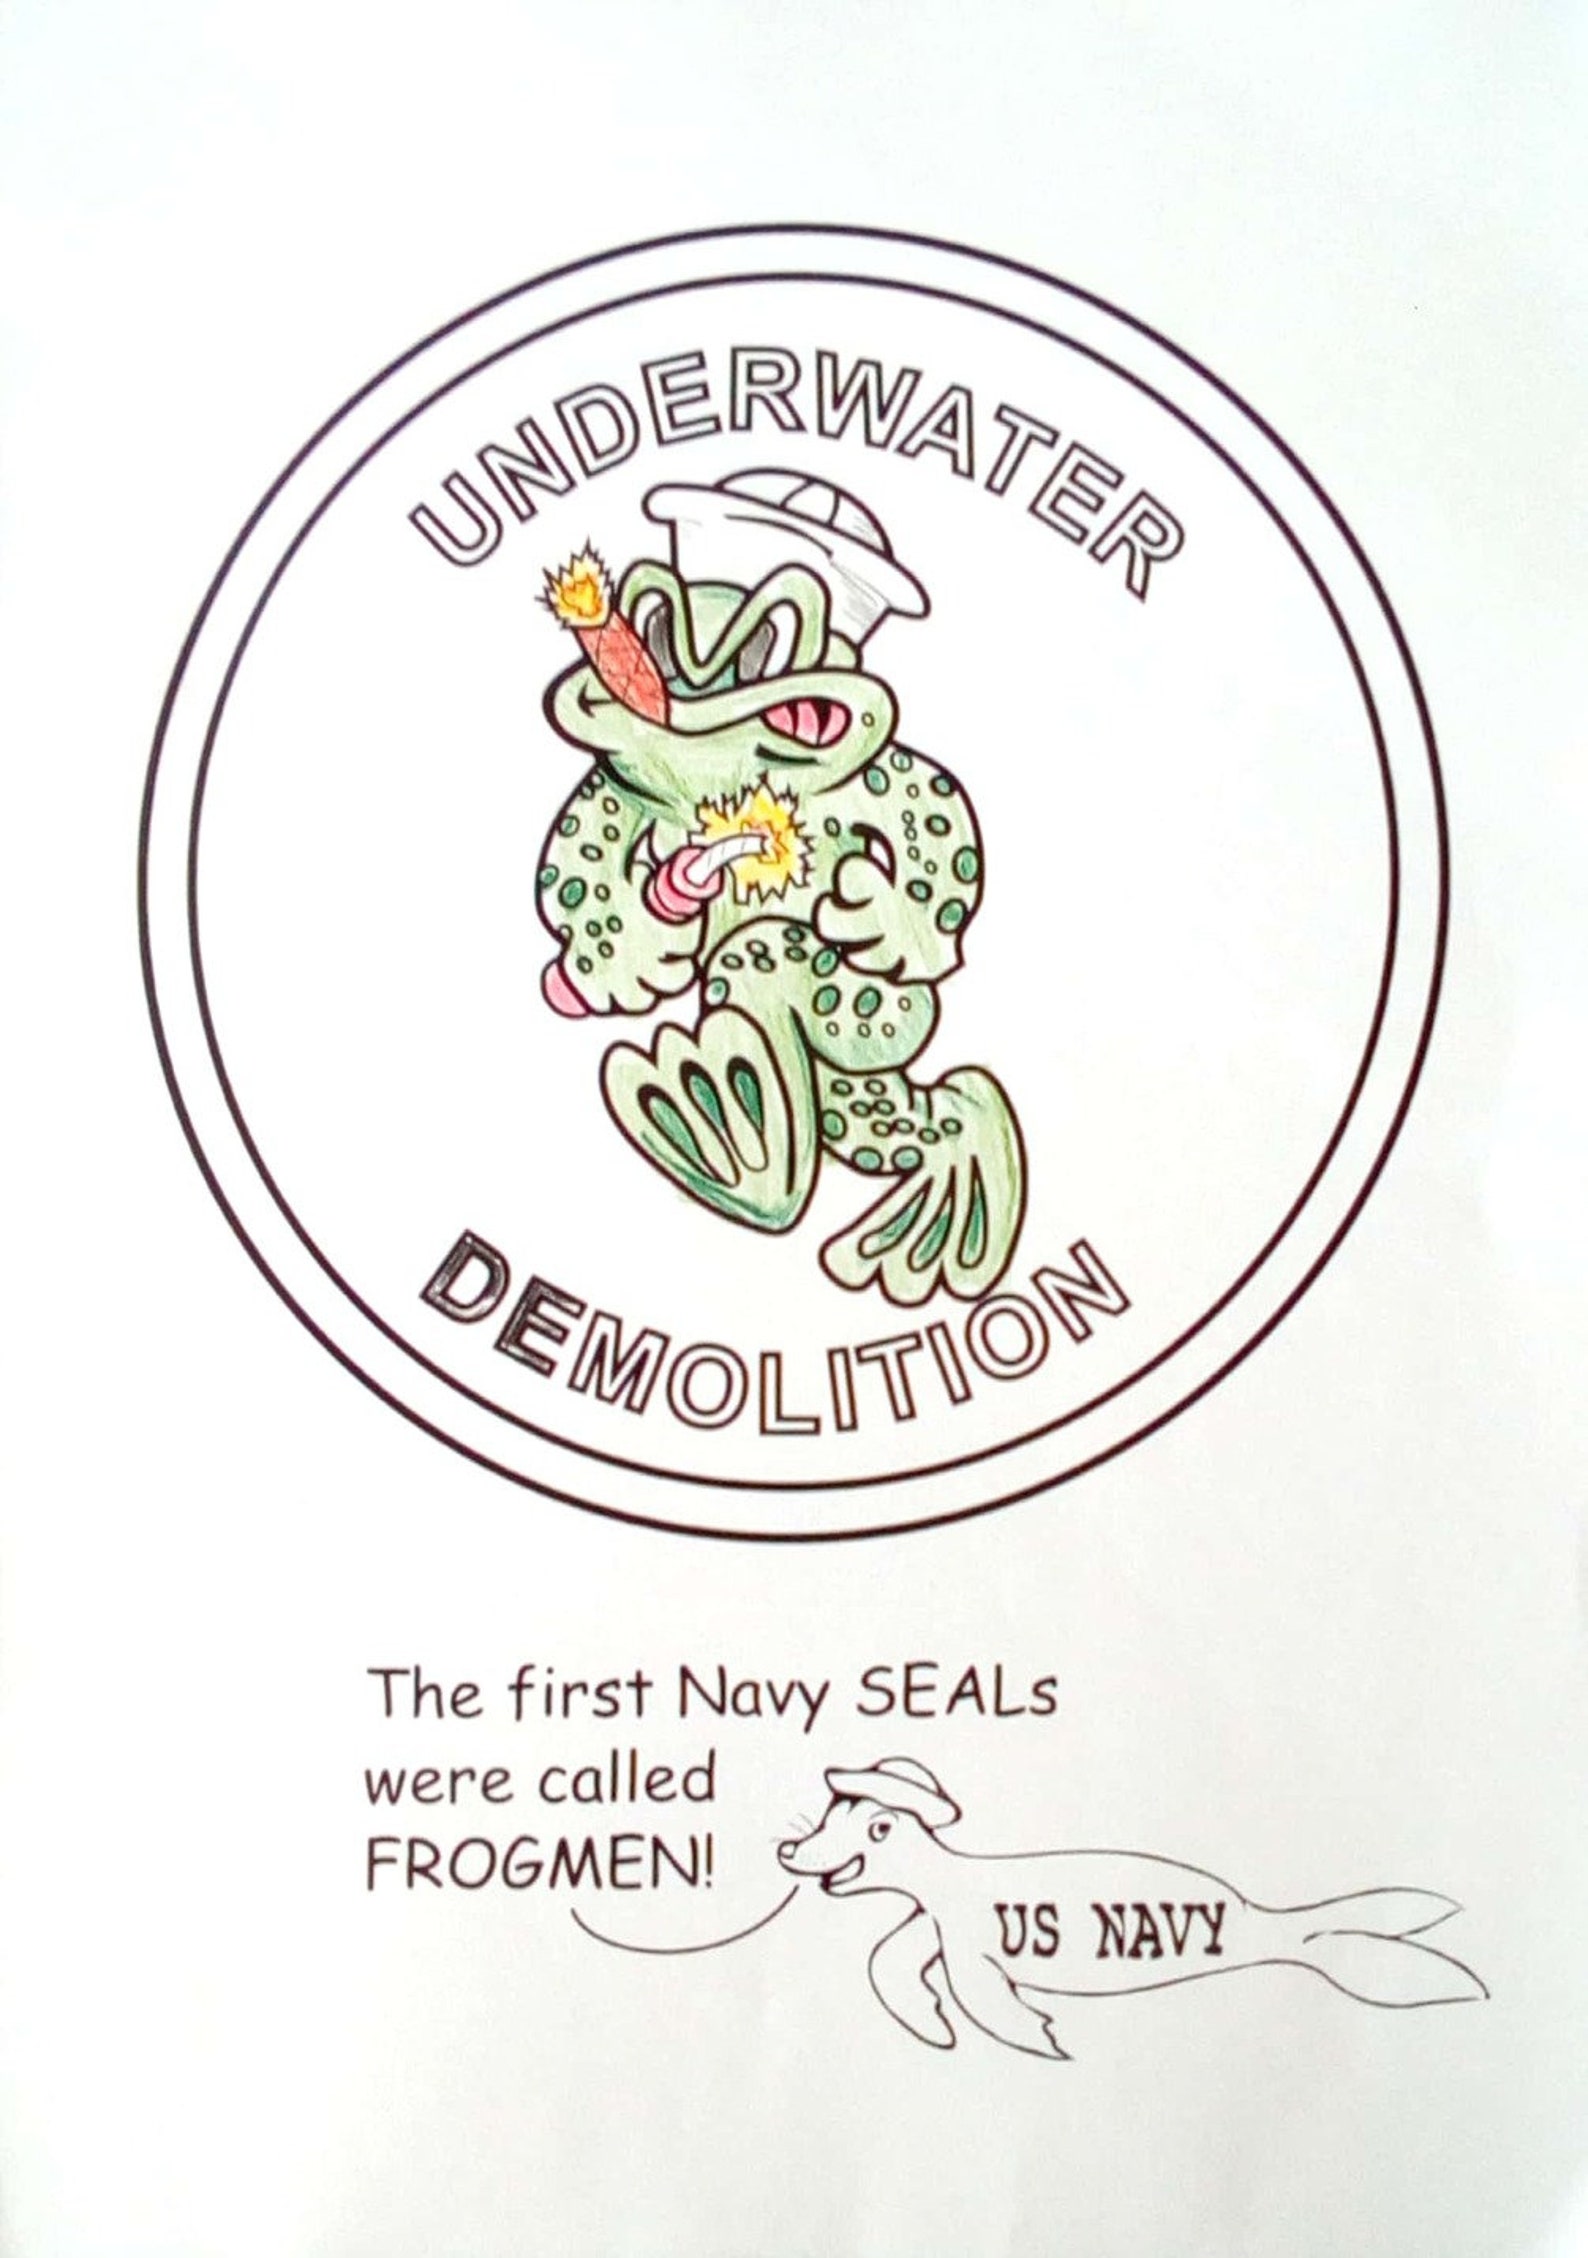 UNDERWATER
DEMOLITION
The first Navy SEALs
were called
FROGMEN!
US NAVY